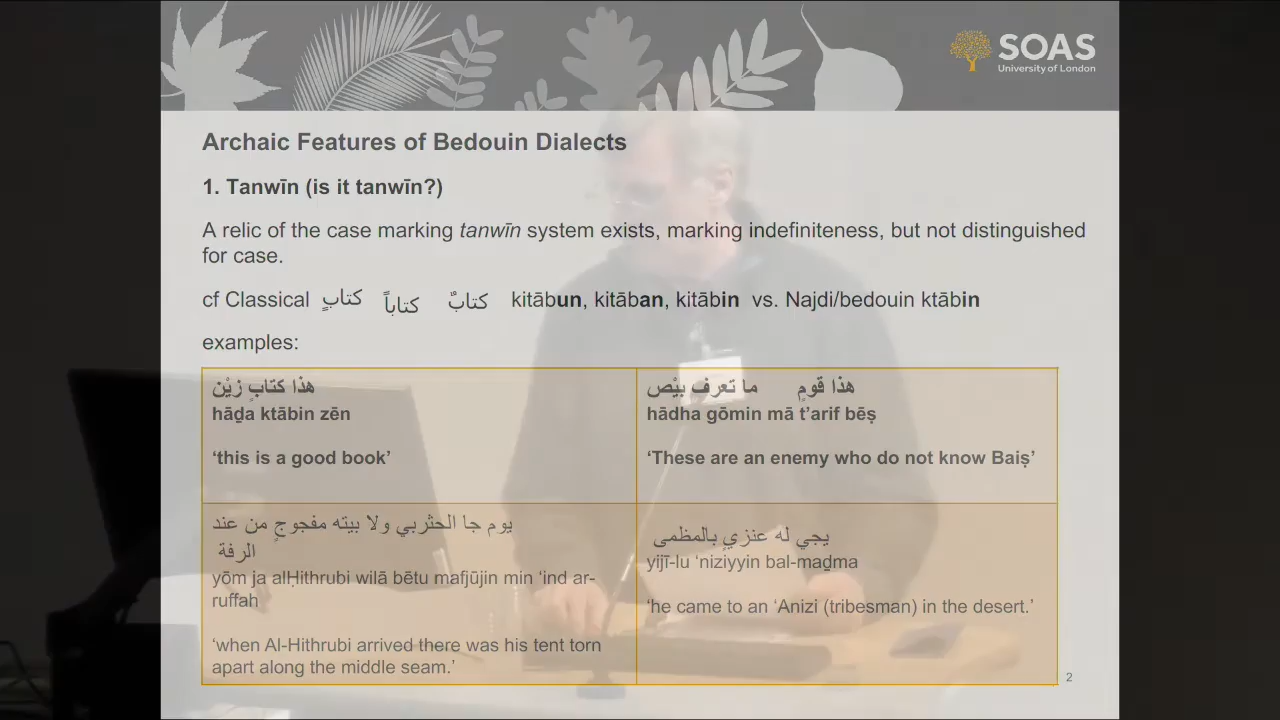 SOAS
University of London
Archaic Features of Bedouin Dialects
1. Tanwīn (is it tanwīn?)
A relic of the case marking tanwīn system exists, marking indefiniteness, but not distinguished
for case.
cf Classical كتابٌ كتاباً كتابٍ kitābun, kitāban, kitābin vs. Najdi/bedouin ktābin
examples:
هذا كتابٍ زيْن
hāḏa ktābin zēn
‘this is a good book’
هذا قومٍ ما تعرف بيْص
hādha gōmin mā t’arif bēṣ
‘These are an enemy who do not know Baiṣ’
يوم جا الحثربي ولا بيته مفجوجٍ من عند
الرفة
yōm ja alḤithrubi wilā bētu mafjūjin min ‘ind ar-
ruffah
‘when Al-Hithrubi arrived there was his tent torn
apart along the middle seam.’
يجي له عنزيٍ بالمظمى
yijī-lu ‘niziyyin bal-maḏma
‘he came to an ‘Anizi (tribesman) in the desert.’
2